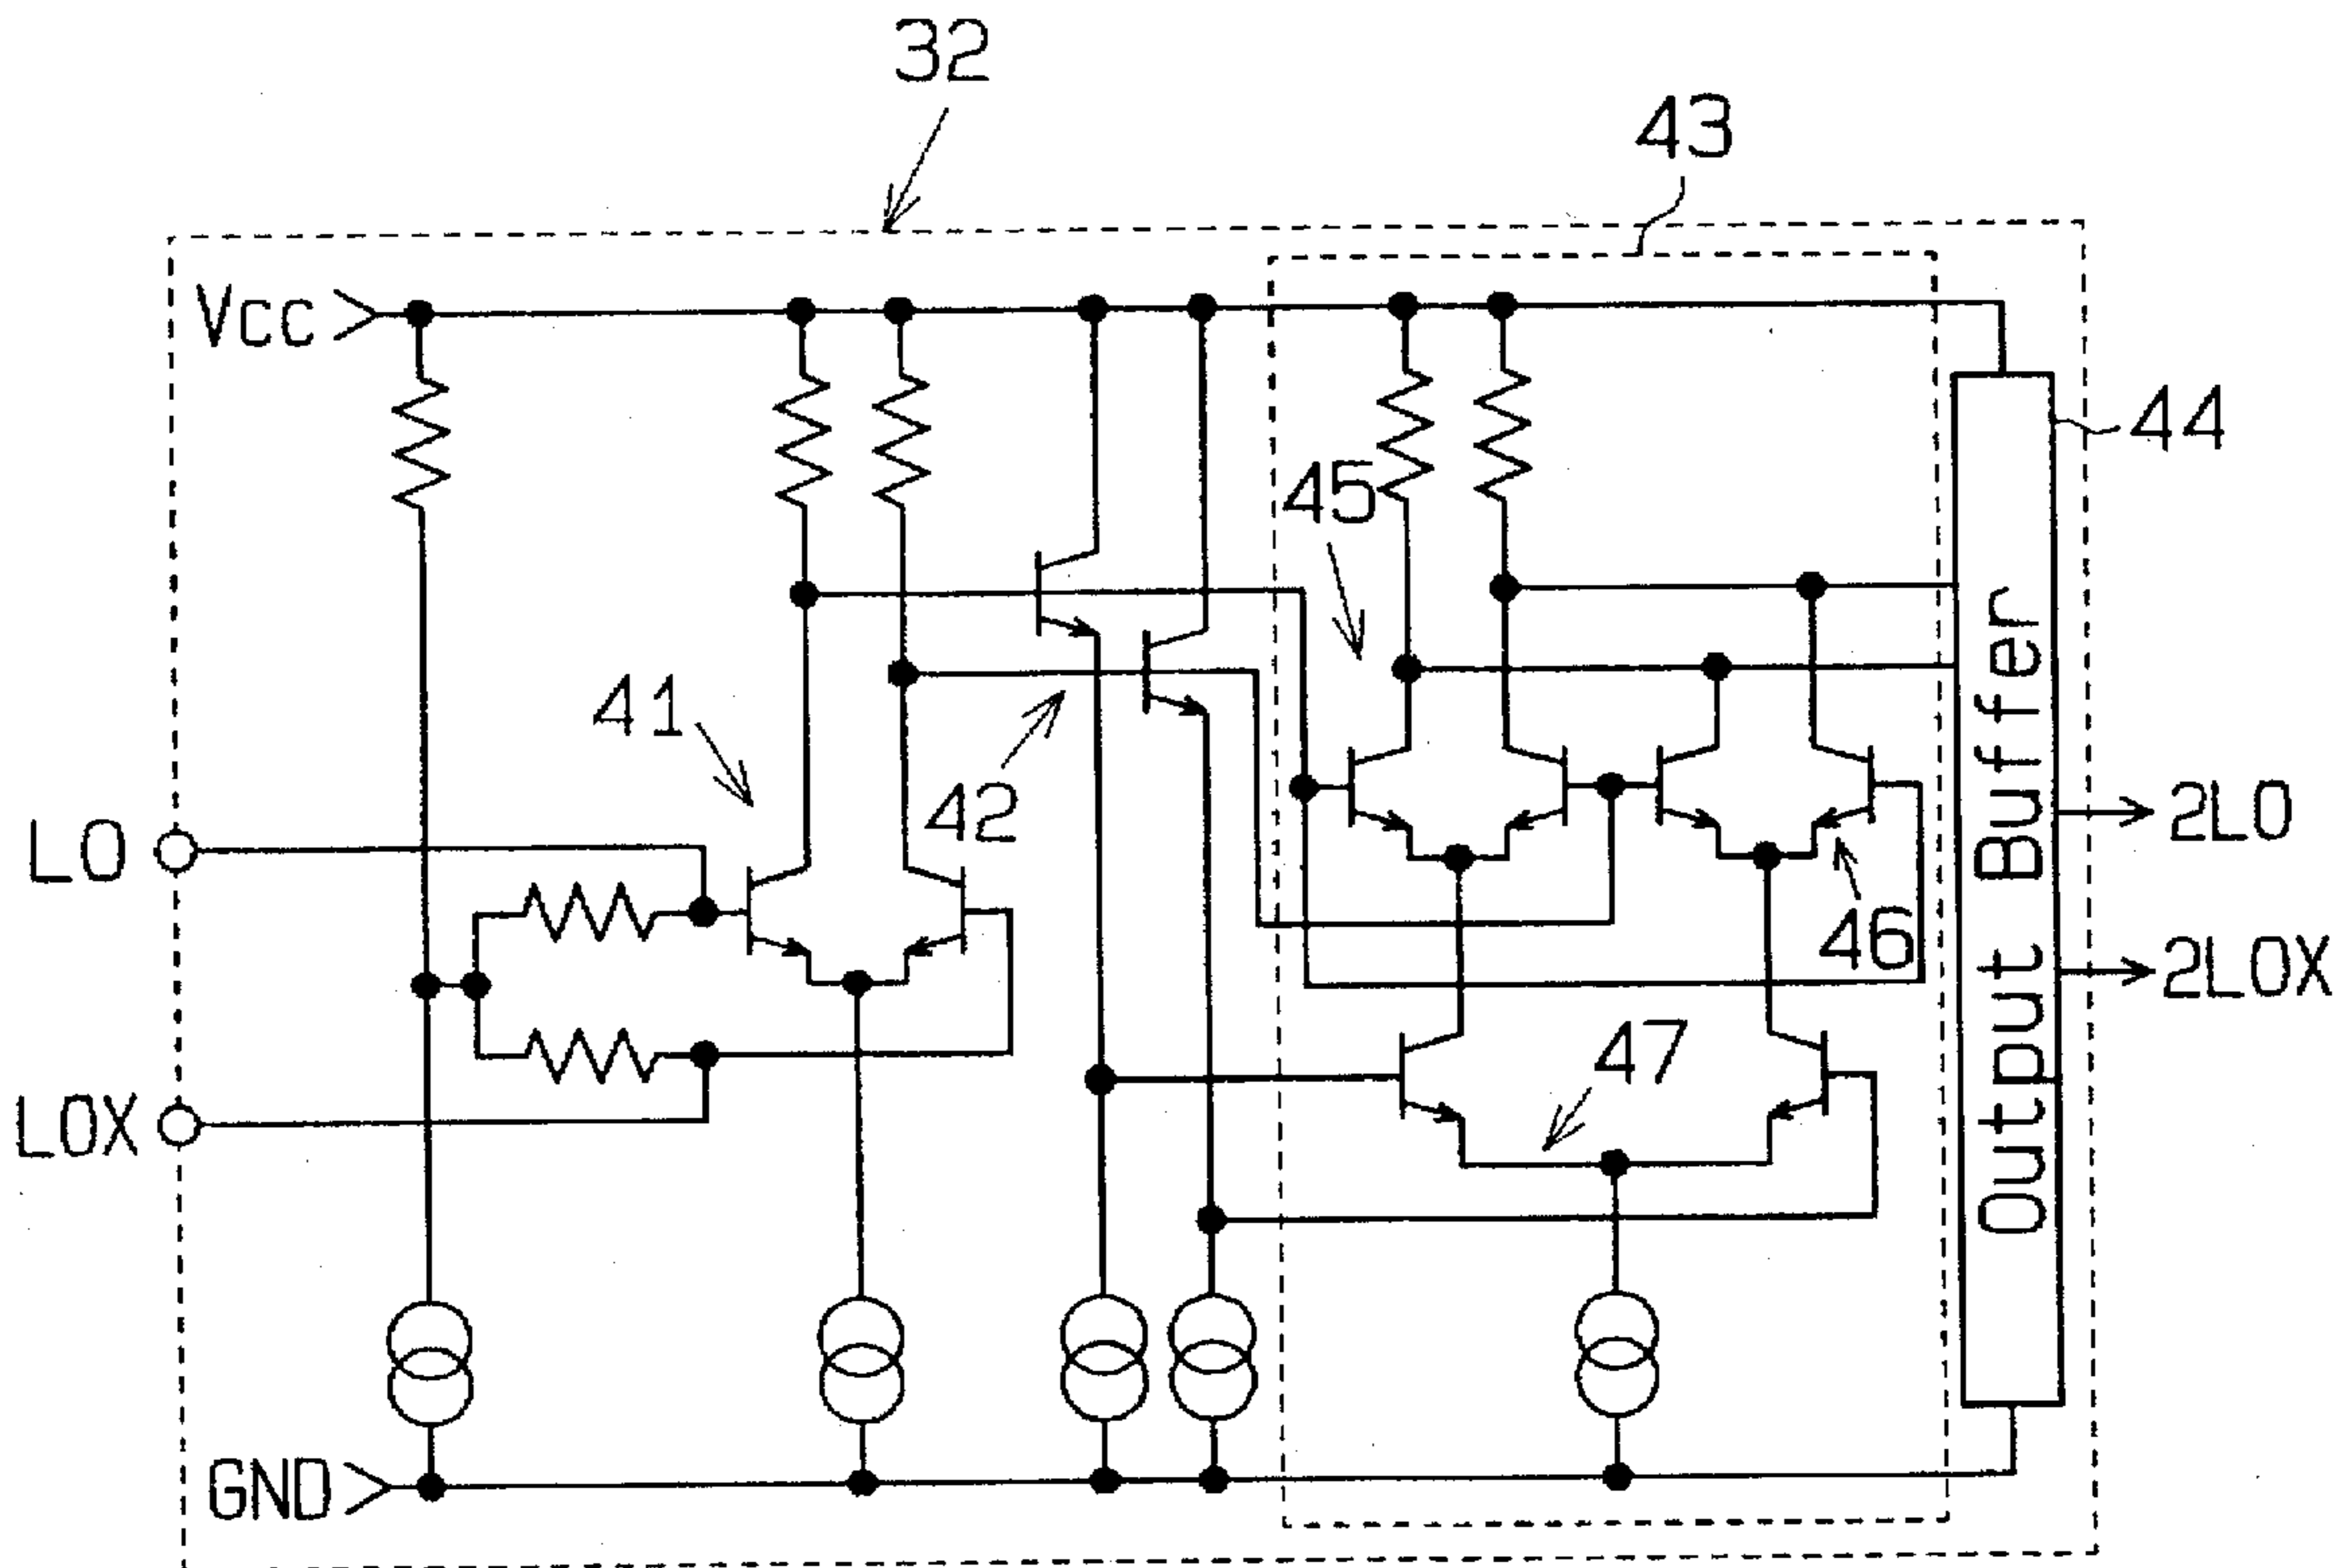 32
43
Vcc
44
45
41
42
LO
2LO
46
2LOX
47
LOX
Output Buffer
GND